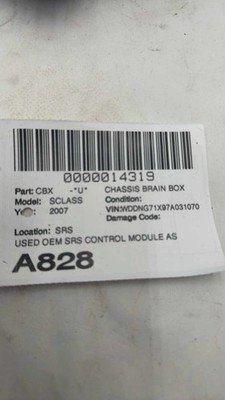 0000014319
Part: CBX -"U" CHASSIS BRAIN BOX
Model: SCLASS Condition:
2007 VIN:WDDNG71X97A031070
Damage Code:
Location: SRS
USED OEM SRS CONTROL MODULE AS
A828